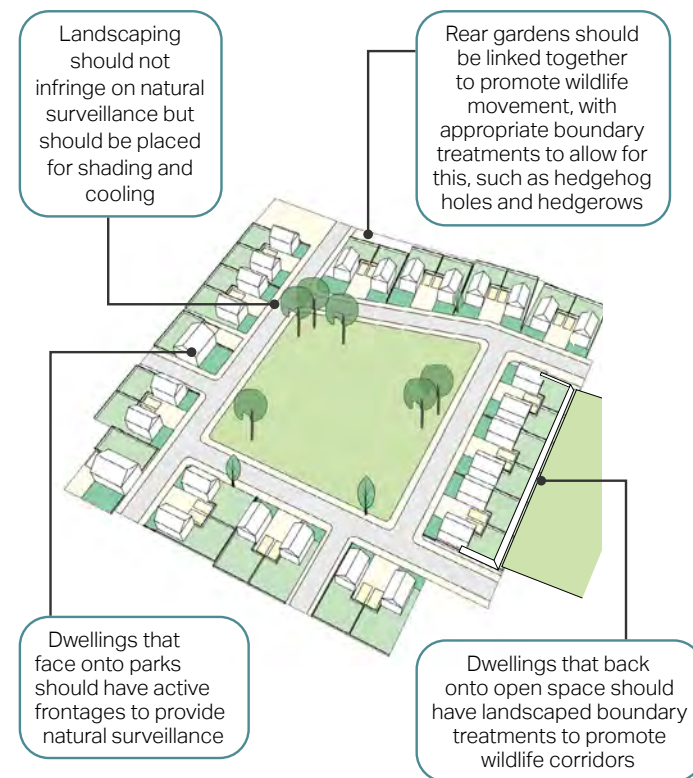 Landscaping
should not
infringe on natural
surveillance but
should be placed
for shading and
cooling
Rear gardens should
be linked together
to promote wildlife
movement, with
appropriate boundary
treatments to allow for
this, such as hedgehog
holes and hedgerows
Dwellings that
face onto parks
should have active
frontages to provide
natural surveillance
Dwellings that back
onto open space should
have landscaped boundary
treatments to promote
wildlife corridors